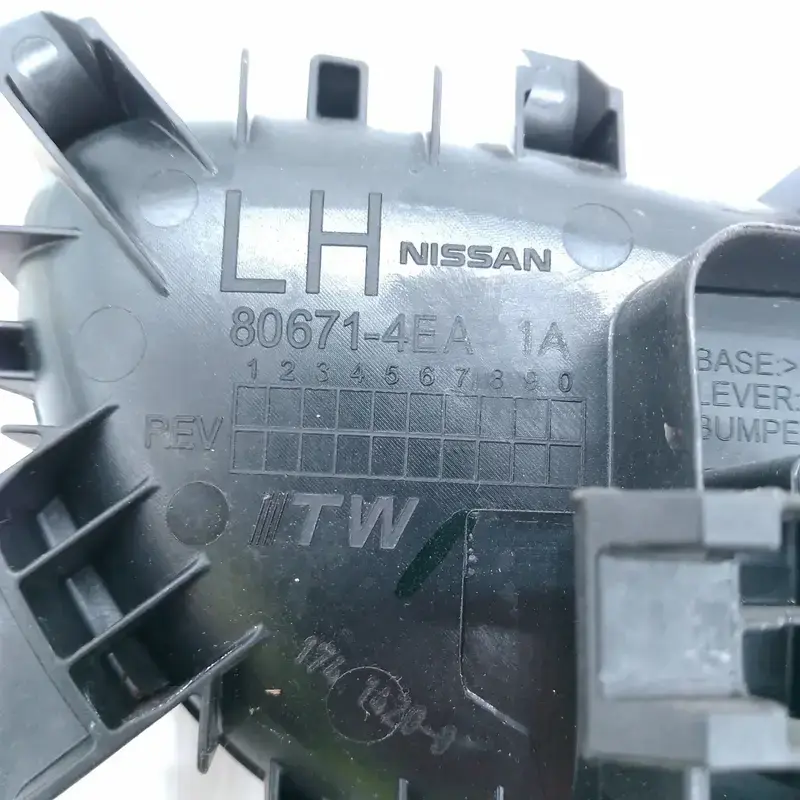 LH NISSAN
80671-4EA 1A
1 2 3 4 5 6 7 8 9 0
REV
ITW
BASE:>
LEVER:
BUMPE